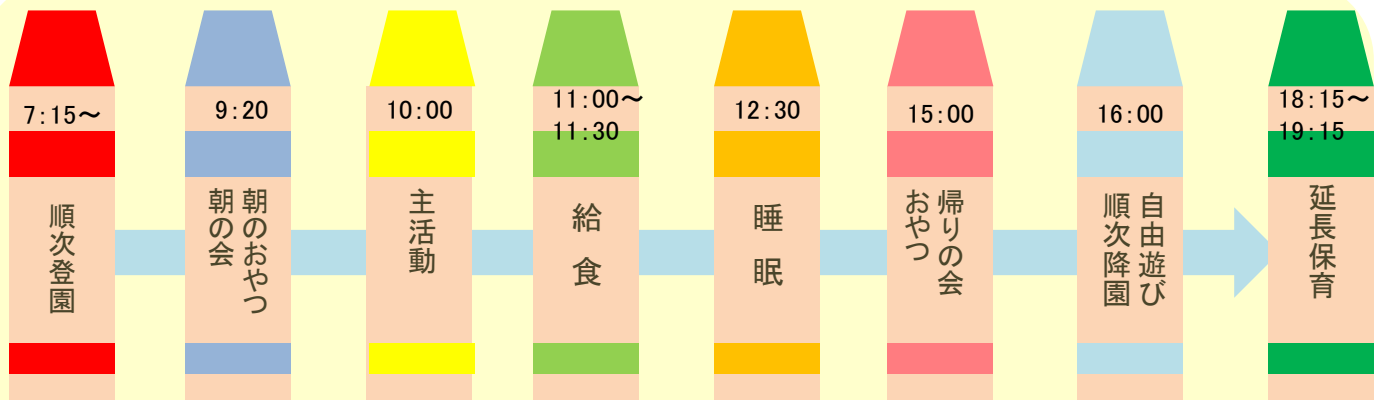 7:15～
順次登園
9:20
朝のおやつ
朝の会
10:00
主活動
11:00～
11:30
給食
12:30
睡眠
15:00
帰りの会
おやつ
16:00
自由遊び
順次降園
18:15～
19:15
延長保育